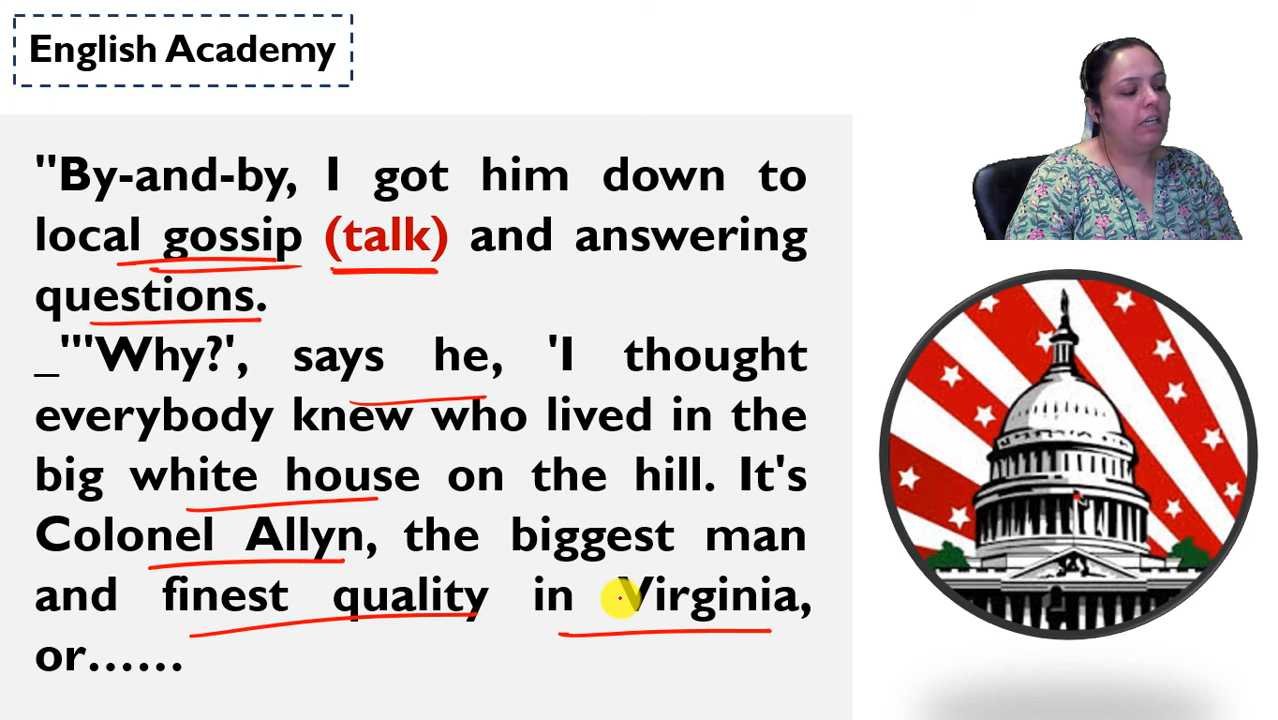 English Academy
"By-and-by, I got him down to
local gossip (talk) and answering
questions.
_"'Why?', says he, 'I thought
everybody knew who lived in the
big white house on the hill. It's
Colonel Allyn, the biggest man
and finest quality in Virginia,
or......